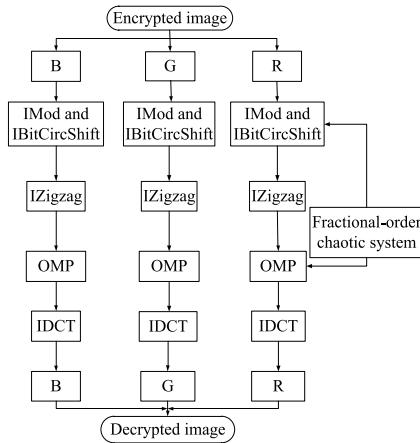 Encrypted image
B
G
R
IMod and
IBitCircShift
IMod and
IBitCircShift
IMod and
IBitCircShift
IZigzag
IZigzag
IZigzag
Fractional-order
chaotic system
OMP
OMP
OMP
IDCT
IDCT
IDCT
B
G
R
Decrypted image